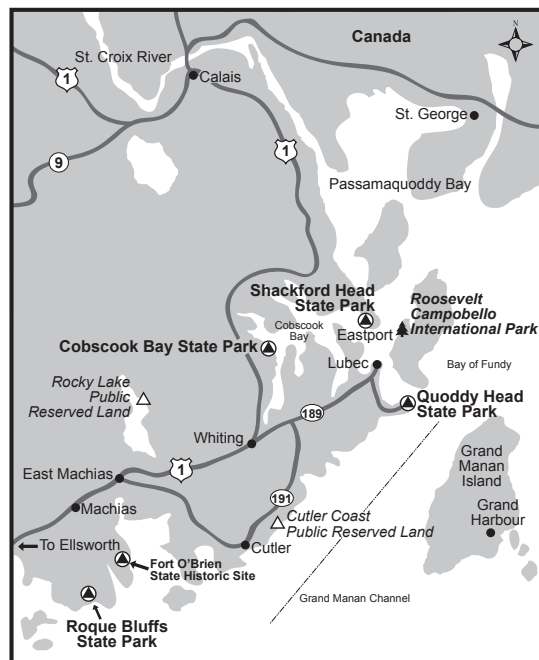 N
Canada
St. Croix River
1
Calais
St. George
1
9
Passamaquoddy Bay
Shackford Head
State Park
Roosevelt
Campobello
International Park
Cobscook
Bay
Eastport
Cobscook Bay State Park
Lubec
Bay of Fundy
Rocky Lake
Public
Reserved Land
Quoddy Head
State Park
189
Whiting
1
Grand
Manan
Island
East Machias
191
Machias
Cutler Coast
Public Reserved Land
Grand
Harbour
To Ellsworth
Cutler
Fort O'Brien
State Historic Site
Grand Manan Channel
Roque Bluffs
State Park